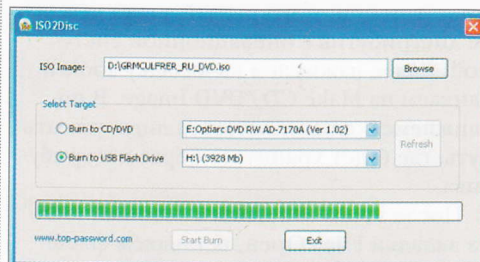 ISO2Disc
ISO Image: D:\GRMCULFRER_RU_DVD.iso Browse
Select Target
Burn to CD/DVD E:Optiarc DVD RW AD-7170A (Ver 1.02)
Refresh
Burn to USB Flash Drive H:\ (3928 Mb)
www.top-password.com Start Burn Exit